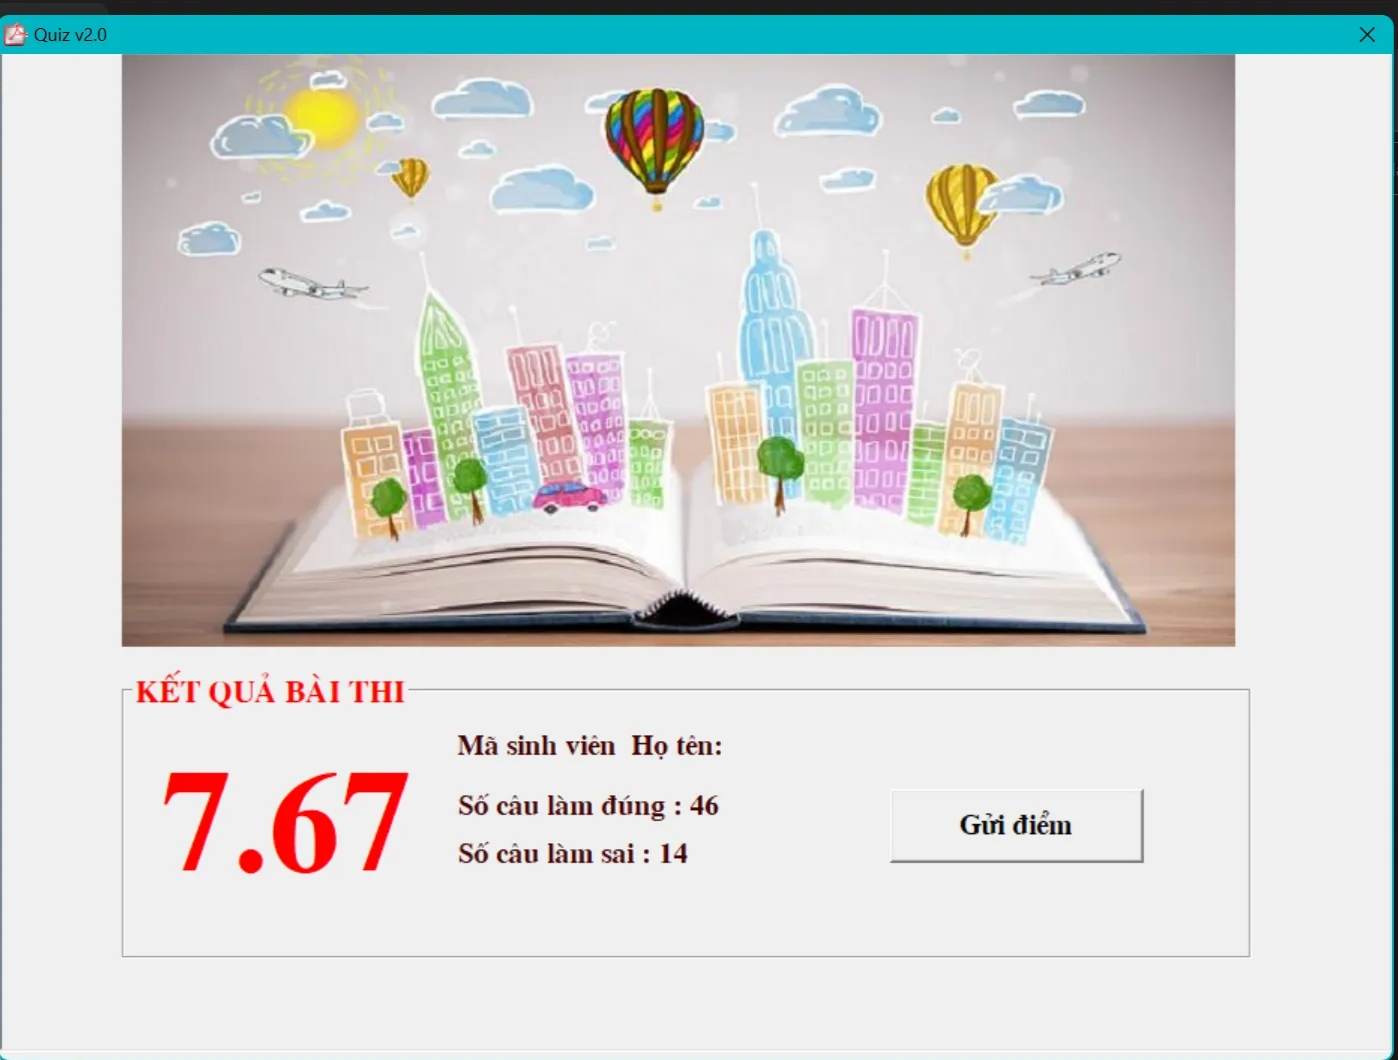 Quiz v2.0
KẾT QUẢ BÀI THI
7.67
Mã sinh viên Họ tên:
Số câu làm đúng : 46
Số câu làm sai : 14
Gửi điểm